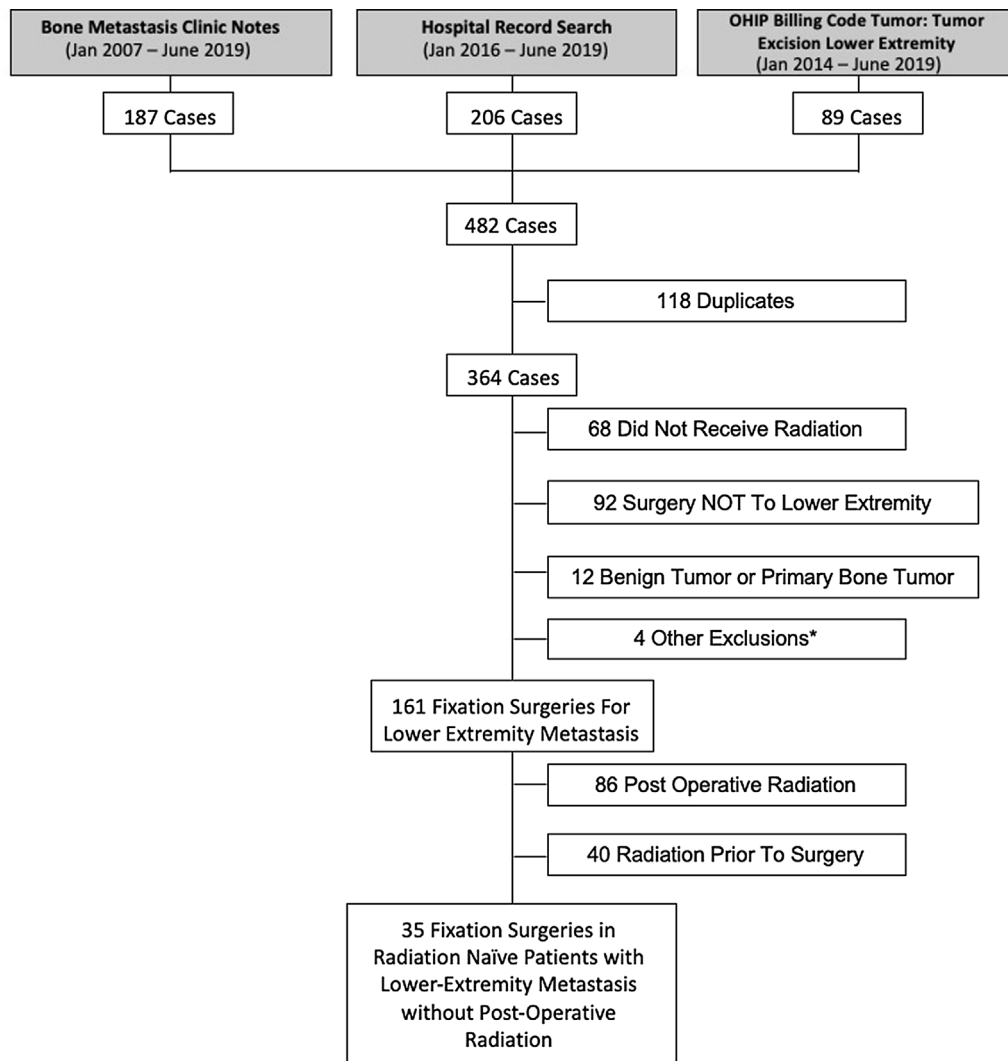 Bone Metastasis Clinic Notes
(Jan 2007 – June 2019)
Hospital Record Search
(Jan 2016 – June 2019)
OHIP Billing Code Tumor: Tumor
Excision Lower Extremity
(Jan 2014 – June 2019)
187 Cases
206 Cases
89 Cases
482 Cases
118 Duplicates
364 Cases
68 Did Not Receive Radiation
92 Surgery NOT To Lower Extremity
12 Benign Tumor or Primary Bone Tumor
4 Other Exclusions*
161 Fixation Surgeries For
Lower Extremity Metastasis
86 Post Operative Radiation
40 Radiation Prior To Surgery
35 Fixation Surgeries in
Radiation Naïve Patients with
Lower-Extremity Metastasis
without Post-Operative
Radiation